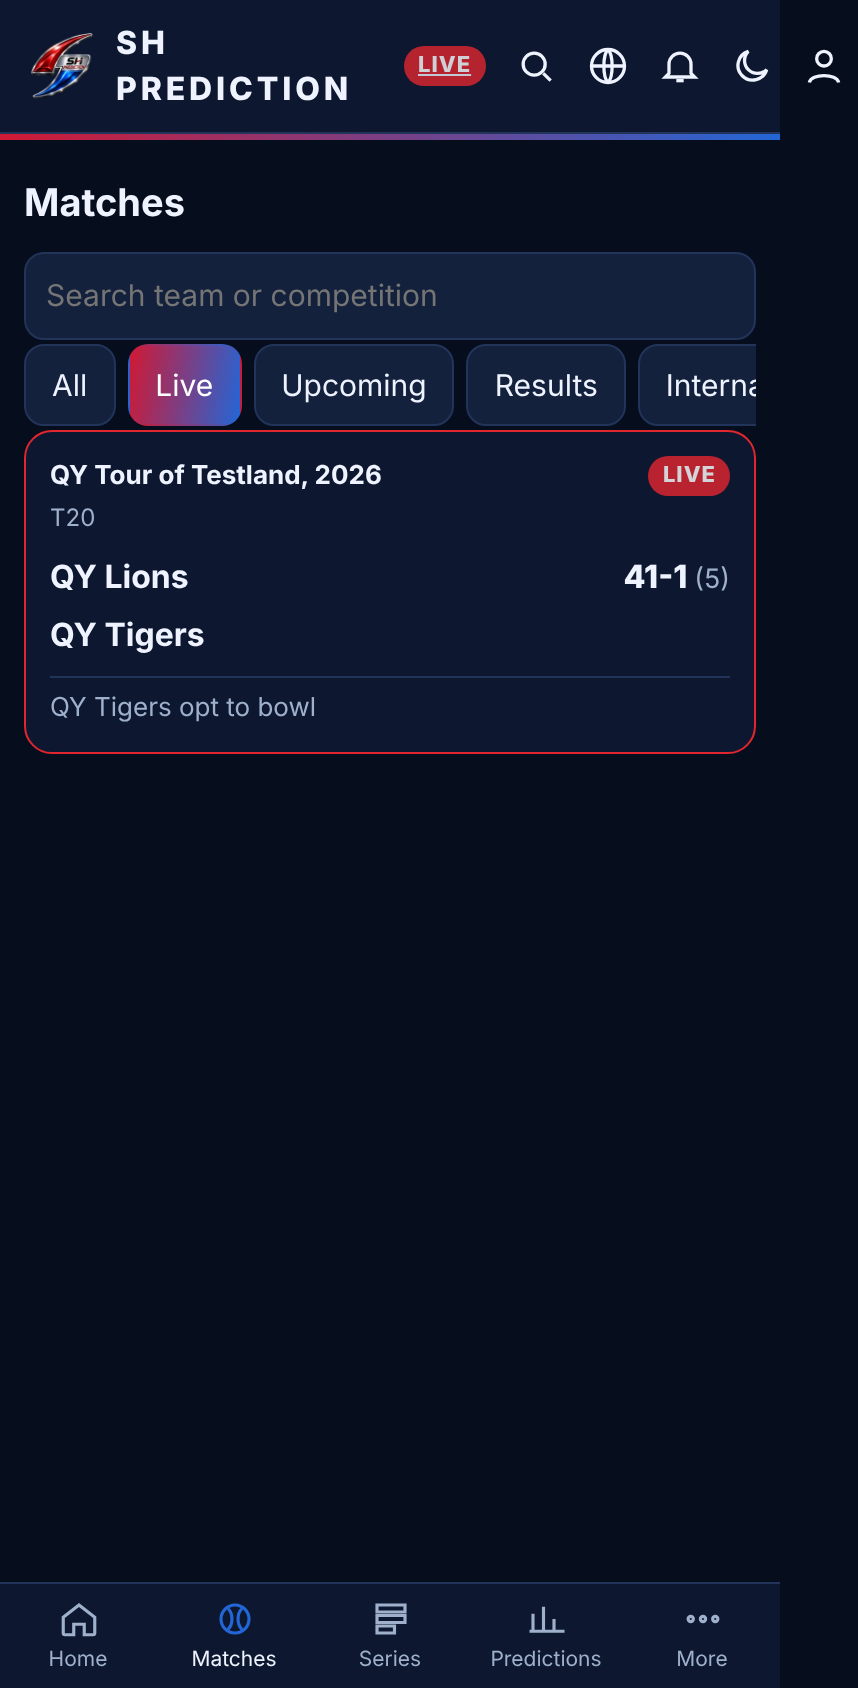 SH
SH
PREDICTION
LIVE
Matches
Search team or competition
All
Live
Upcoming
Results
Interna
QY Tour of Testland, 2026
LIVE
T20
QY Lions
41-1 (5)
QY Tigers
QY Tigers opt to bowl
Home
Matches
Series
Predictions
More